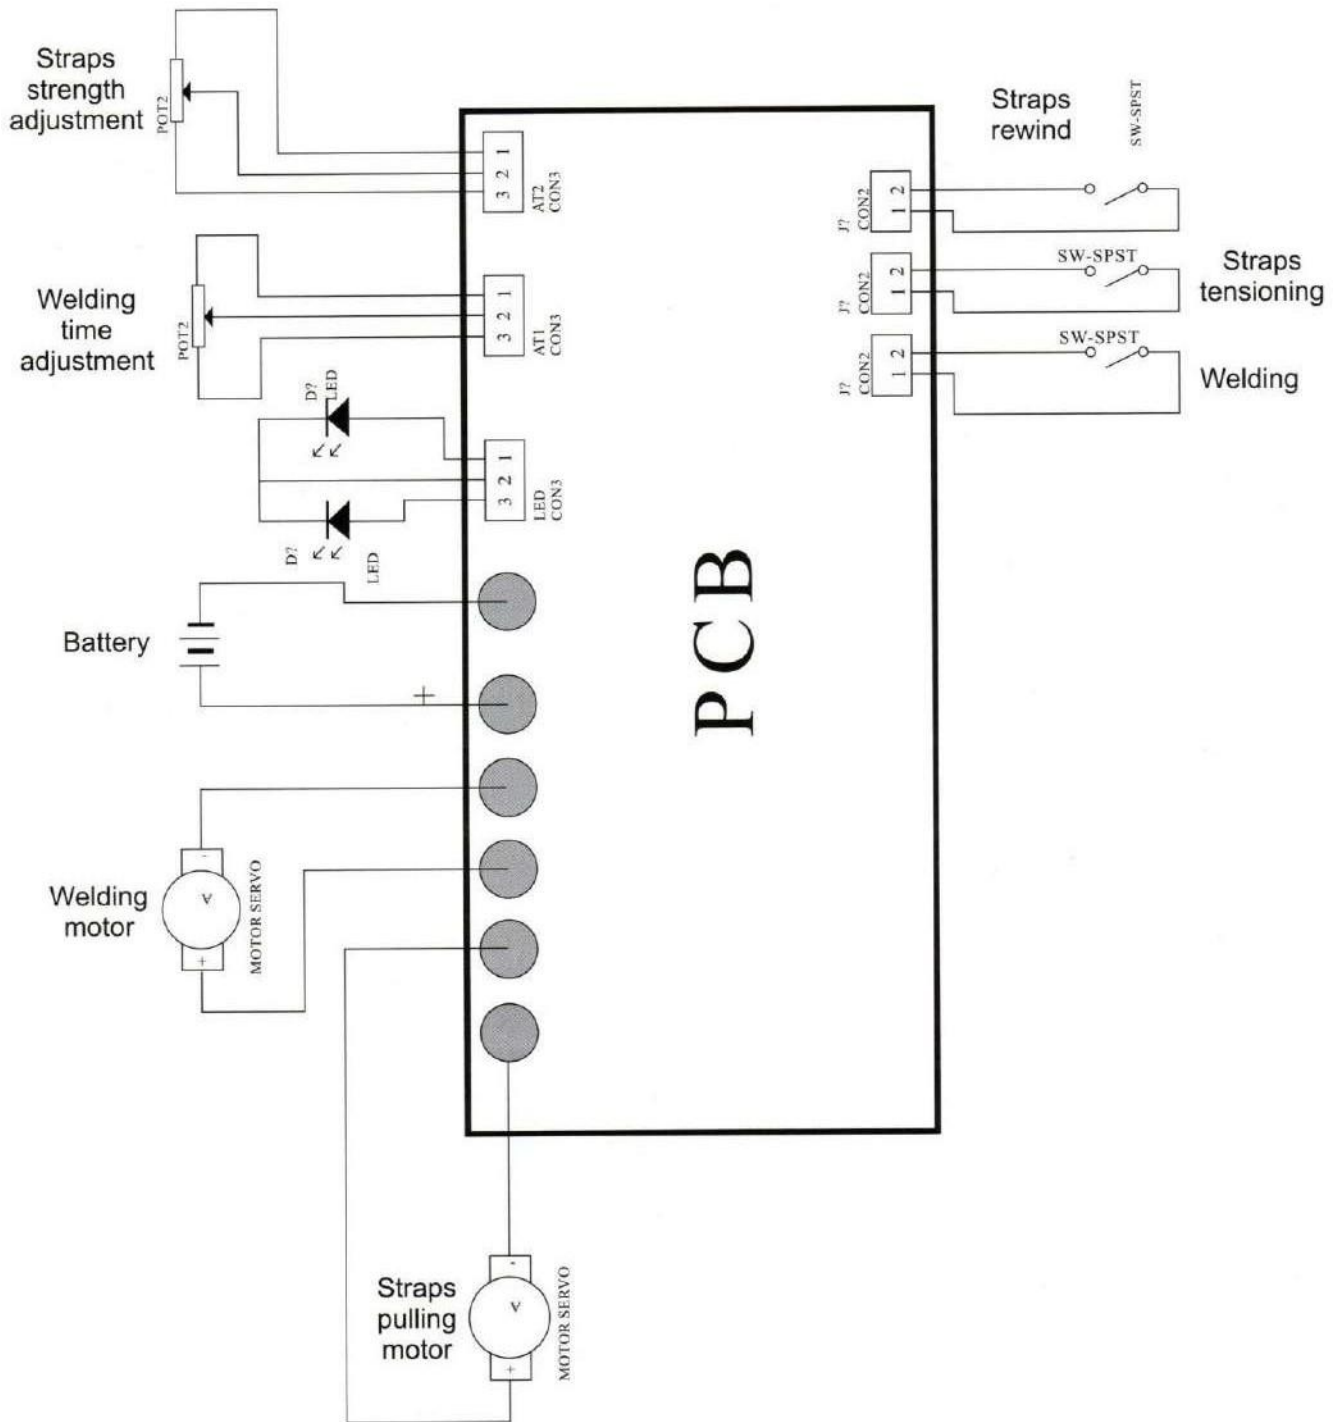 Straps
strength
adjustment
POT2
1
2
3
AT2
CON3
Welding
time
adjustment
POT2
1
2
3
AT1
CON3
D?
LED
1
2
3
LED
CON3
D?
LED
Battery
+
Welding
motor
-
A
+
MOTOR SERVO
Straps
pulling
motor
-
A
+
MOTOR SERVO
PCB
Straps
rewind
SW-SPST
2
1
J?
CON2
SW-SPST
Straps
tensioning
2
1
J?
CON2
SW-SPST
Welding
2
1
J?
CON2